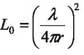 L₀ = (λ / 4πr)²